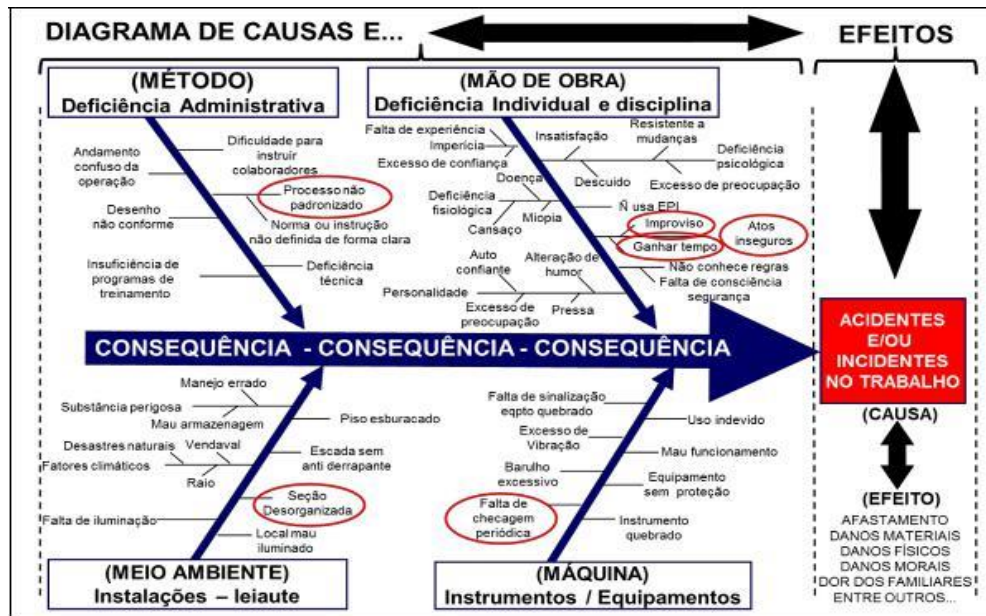 DIAGRAMA DE CAUSAS E...
EFEITOS
(MÉTODO)
Deficiência Administrativa
(MÃO DE OBRA)
Deficiência Individual e disciplina
Andamento
confuso da
operação
Dificuldade para
instruir
colaboradores
Processo não
padronizado
Desenho
não conforme
Norma ou instrução
não definida de forma clara
Insuficiência de
programas de
treinamento
Deficiência
técnica
Falta de experiência
Imperícia
Excesso de confiança
Insatisfação
Resistente a
mudanças
Deficiência
psicológica
Descuido
Excesso de preocupação
Doença
Deficiência
fisiológica
Miopia
Cansaço
Ñ usa EPI
Improviso
Ganhar tempo
Atos
inseguros
Auto
confiante
Alteração de
humor
Não conhece regras
Falta de consciência
segurança
Personalidade
Excesso de
preocupação
Pressa
CONSEQUÊNCIA - CONSEQUÊNCIA - CONSEQUÊNCIA
ACIDENTES
E/OU
INCIDENTES
NO TRABALHO
(CAUSA)
(EFEITO)
AFASTAMENTO
DANOS MATERIAIS
DANOS FÍSICOS
DANOS MORAIS
DOR DOS FAMILIARES
ENTRE OUTROS...
Manejo errado
Substância perigosa
Mau armazenagem
Piso esburacado
Desastres naturais
Vendaval
Fatores climáticos
Raio
Escada sem
anti derrapante
Seção
Desorganizada
Falta de iluminação
Local mau
iluminado
(MEIO AMBIENTE)
Instalações – leiaute
Falta de sinalização
eqpto quebrado
Uso indevido
Excesso de
Vibração
Mau funcionamento
Barulho
excessivo
Equipamento
sem proteção
Falta de
checagem
periódica
Instrumento
quebrado
(MÁQUINA)
Instrumentos / Equipamentos